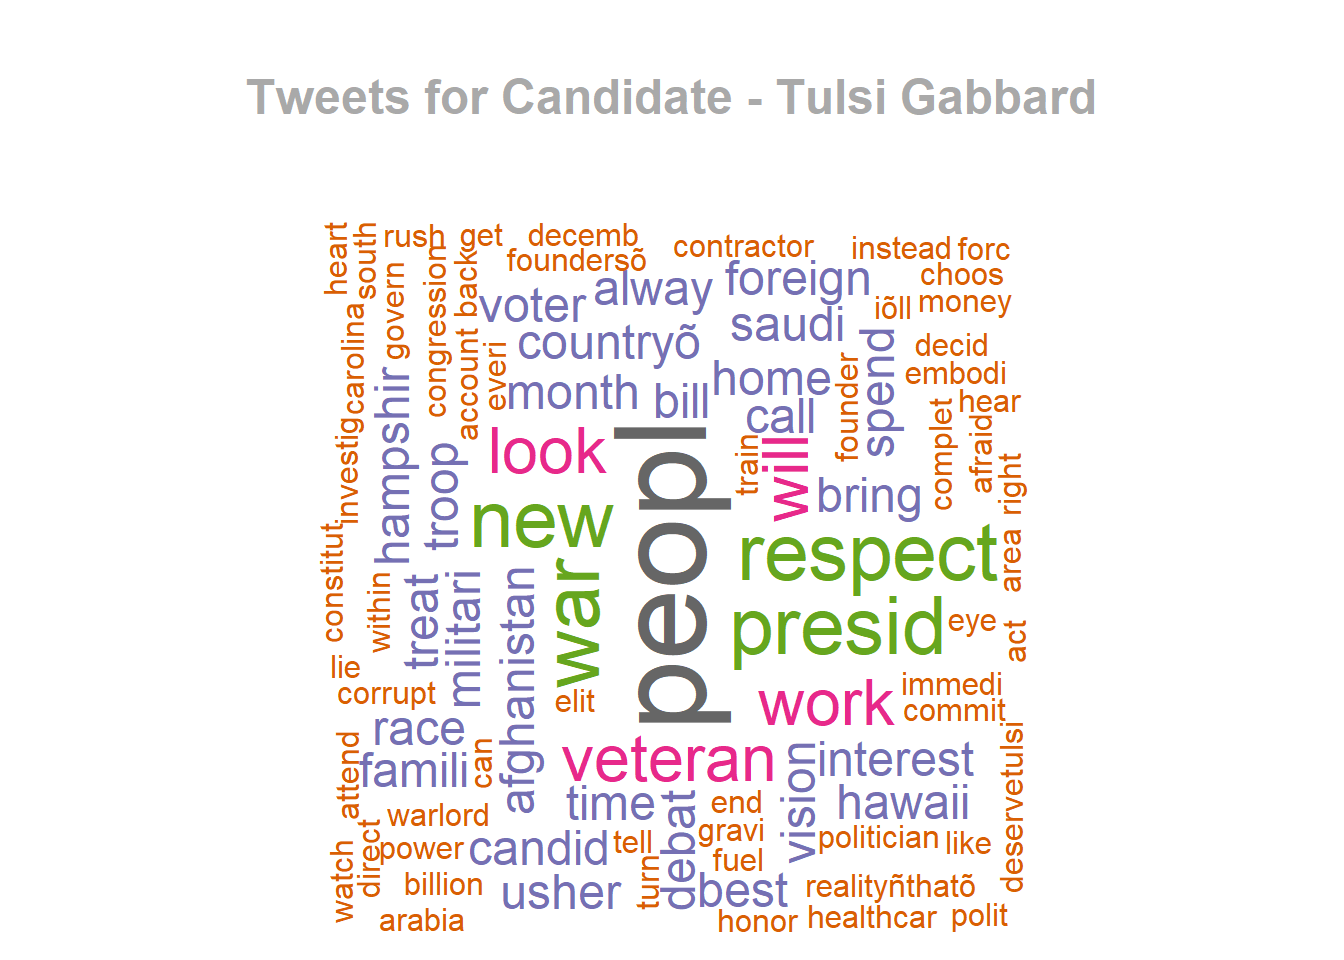 Tweets for Candidate - Tulsi Gabbard
heart
south
rush
get
decemb
foundersõ
contractor
instead
forc
choos
money
iõll
govern
congression
back
voter
alway
foreign
saudi
countryõ
carolina
account
everi
month
bill
home
call
founder
spend
decid
embodi
hear
investig
hampshir
troop
look
peopl
train
will
bring
complet
afraid
right
new
respect
area
constitut
within
treat
militari
afghanistan
war
presid
eye
act
lie
corrupt
elit
work
immedi
commit
race
famili
can
veteran
vision
interest
deservetulsi
attend
warlord
time
debat
end
hawaii
gravi
politician
like
watch
direct
power
candid
tell
fuel
billion
usher
turn
best
realityñthatõ
arabia
honor
healthcar
polit